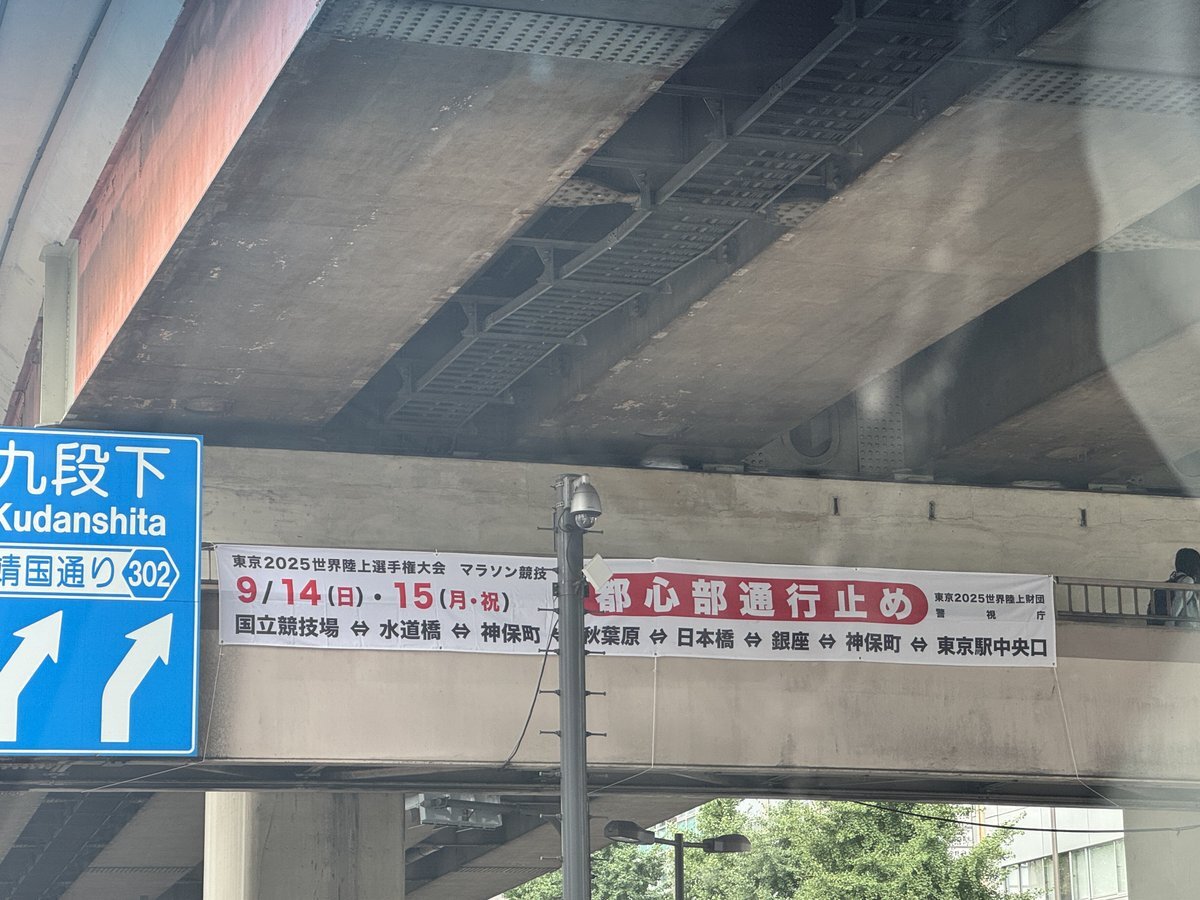 九段下
Kudanshita
靖国通り 302
東京2025世界陸上選手権大会 マラソン競技
9/14(日)・15(月・祝)
都心部通行止め
東京2025世界陸上財団
警視庁
国立競技場 ⇔ 水道橋 ⇔ 神保町 ⇔ 秋葉原 ⇔ 日本橋 ⇔ 銀座 ⇔ 神保町 ⇔ 東京駅中央口